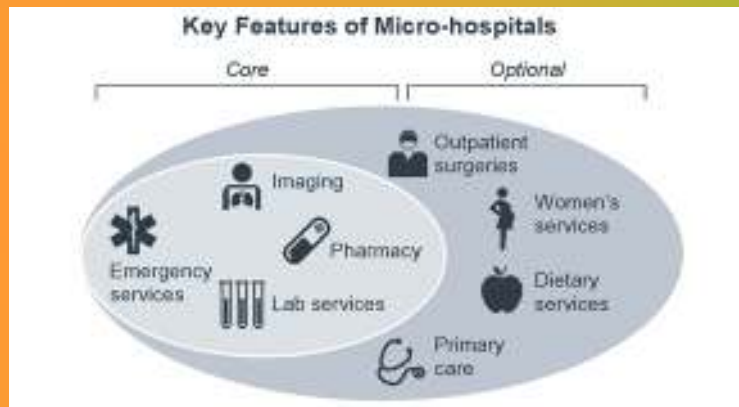 Key Features of Micro-hospitals
Core
Optional
Outpatient
surgeries
Imaging
Women's
services
Pharmacy
Emergency
services
Dietary
services
Lab services
Primary
care